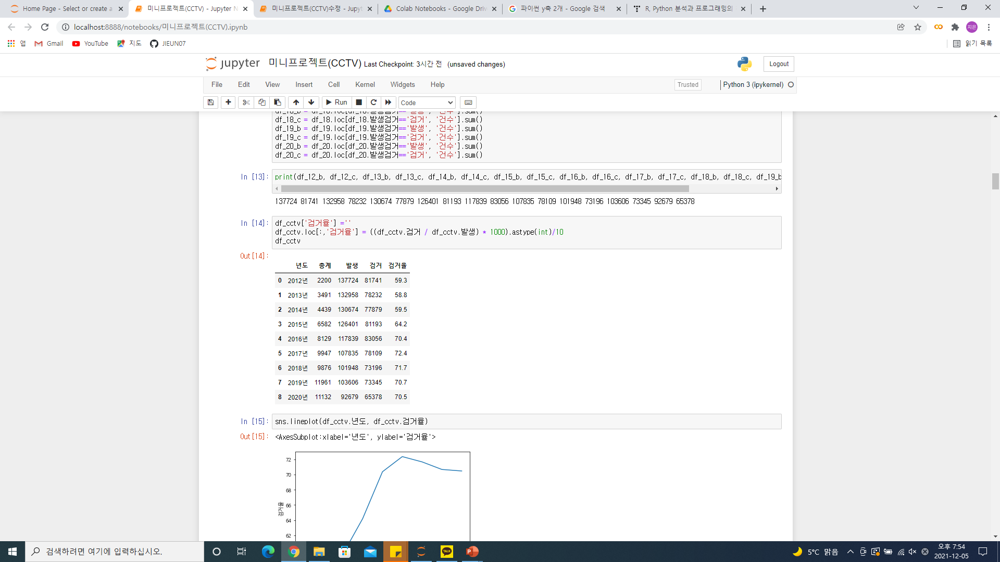 Home Page - Select or create a
미니프로젝트(CCTV) - Jupyter N
미니프로젝트(CCTV)수정 - Jupyt
Colab Notebooks - Google Driv
파이썬 y축 2개 - Google 검색
R, Python 분석과 프로그래밍의
localhost:8888/notebooks/미니프로젝트(CCTV).ipynb
지은
앱 Gmail YouTube 지도 JIEUN07 읽기 목록
jupyter 미니프로젝트(CCTV) Last Checkpoint: 3시간 전 (unsaved changes) Logout
File Edit View Insert Cell Kernel Widgets Help Trusted Python 3 (ipykernel)
Run Code
df_18_b = df_18.loc[df_18.발생검거=='발생', '건수'].sum()
df_18_c = df_18.loc[df_18.발생검거=='검거', '건수'].sum()
df_19_b = df_19.loc[df_19.발생검거=='발생', '건수'].sum()
df_19_c = df_19.loc[df_19.발생검거=='검거', '건수'].sum()
df_20_b = df_20.loc[df_20.발생검거=='발생', '건수'].sum()
df_20_c = df_20.loc[df_20.발생검거=='검거', '건수'].sum()
In [13]: print(df_12_b, df_12_c, df_13_b, df_13_c, df_14_b, df_14_c, df_15_b, df_15_c, df_16_b, df_16_c, df_17_b, df_17_c, df_18_b, df_18_c, df_19_b
137724 81741 132958 78232 130674 77879 126401 81193 117839 83056 107835 78109 101948 73196 103606 73345 92679 65378
In [14]: df_cctv['검거율'] =''
df_cctv.loc[:,'검거율'] = ((df_cctv.검거 / df_cctv.발생) * 1000).astype(int)/10
df_cctv
Out[14]:
년도 총계 발생 검거 검거율
0 2012년 2200 137724 81741 59.3
1 2013년 3491 132958 78232 58.8
2 2014년 4439 130674 77879 59.5
3 2015년 6582 126401 81193 64.2
4 2016년 8129 117839 83056 70.4
5 2017년 9947 107835 78109 72.4
6 2018년 9876 101948 73196 71.7
7 2019년 11961 103606 73345 70.7
8 2020년 11132 92679 65378 70.5
In [15]: sns.lineplot(df_cctv.년도, df_cctv.검거율)
Out[15]: <AxesSubplot:xlabel='년도', ylabel='검거율'>
72
70
68
66
64
62
검거율
검색하려면 여기에 입력하십시오.
TALK
5°C 맑음
오후 7:54
2021-12-05